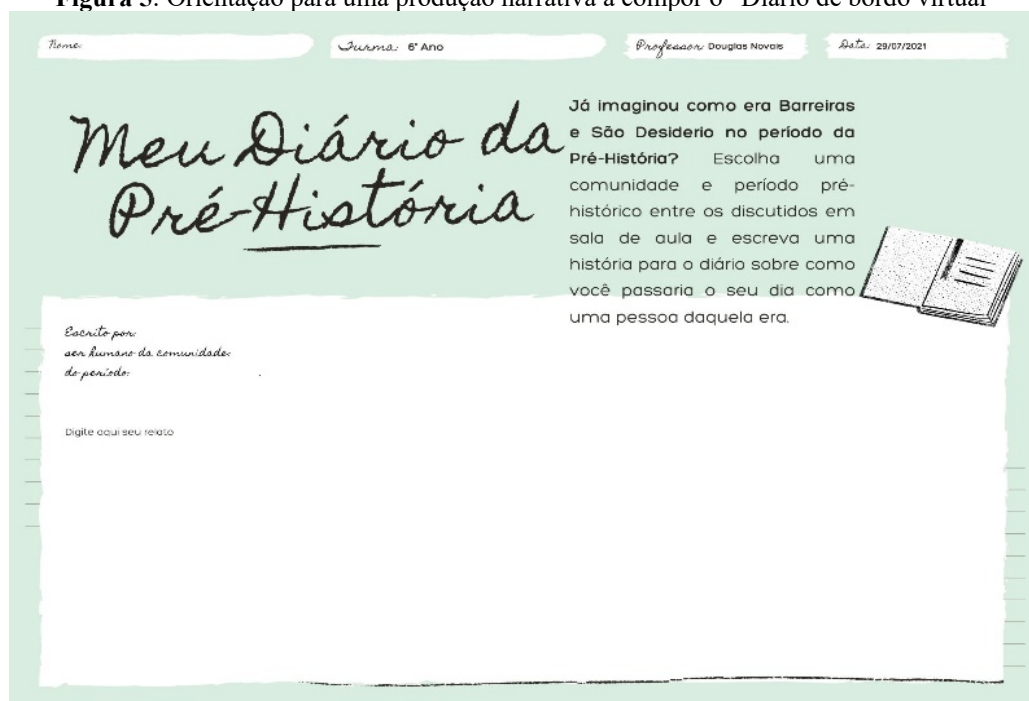 Figura 5. Orientação para uma produção narrativa a compor o "Diário de bordo virtual"
Nome:
Turma: 6° Ano
Professor: Douglas Novais
Data: 29/07/2021
Meu Diário da
Pré-História
Já imaginou como era Barreiras
e São Desiderio no período da
Pré-História? Escolha uma
comunidade e período pré-
histórico entre os discutidos em
sala de aula e escreva uma
história para o diário sobre como
você passaria o seu dia como
uma pessoa daquela era.
Escrito por:
ser humano da comunidade:
do período: .
Digite aqui seu relato